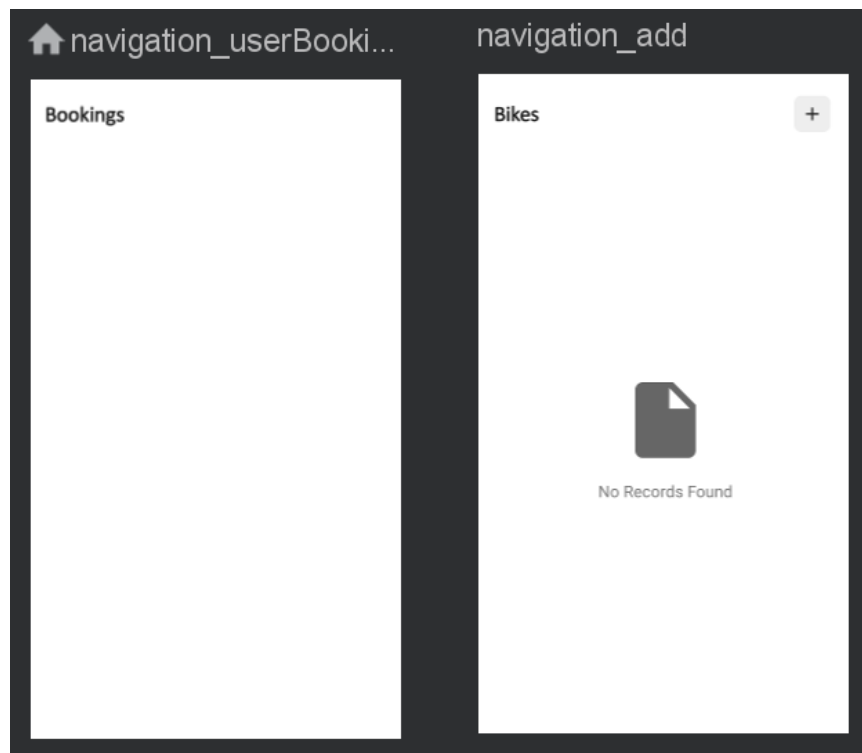 navigation_userBooki...
navigation_add
Bookings
Bikes
+
No Records Found